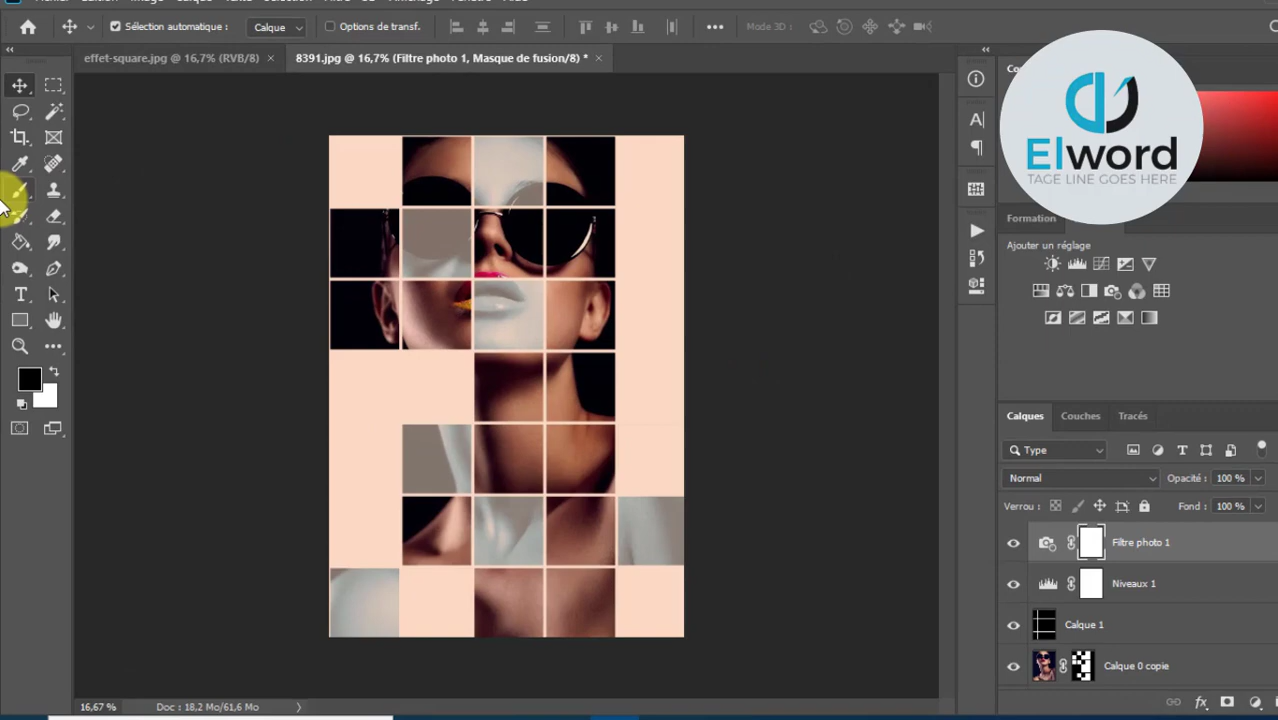 Sélection automatique :
Calque
Options de transf.
Mode 3D :
effet-square.jpg @ 16,7% (RVB/8)
8391.jpg @ 16,7% (Filtre photo 1, Masque de fusion/8) *
Elword
TAGE LINE GOES HERE
Formation
Ajouter un réglage
Calques
Couches
Tracés
Type
Normal
Opacité : 100 %
Verrou :
Fond : 100 %
Filtre photo 1
Niveaux 1
Calque 1
Calque 0 copie
fx
16,67 %
Doc : 18,2 Mo/61,6 Mo